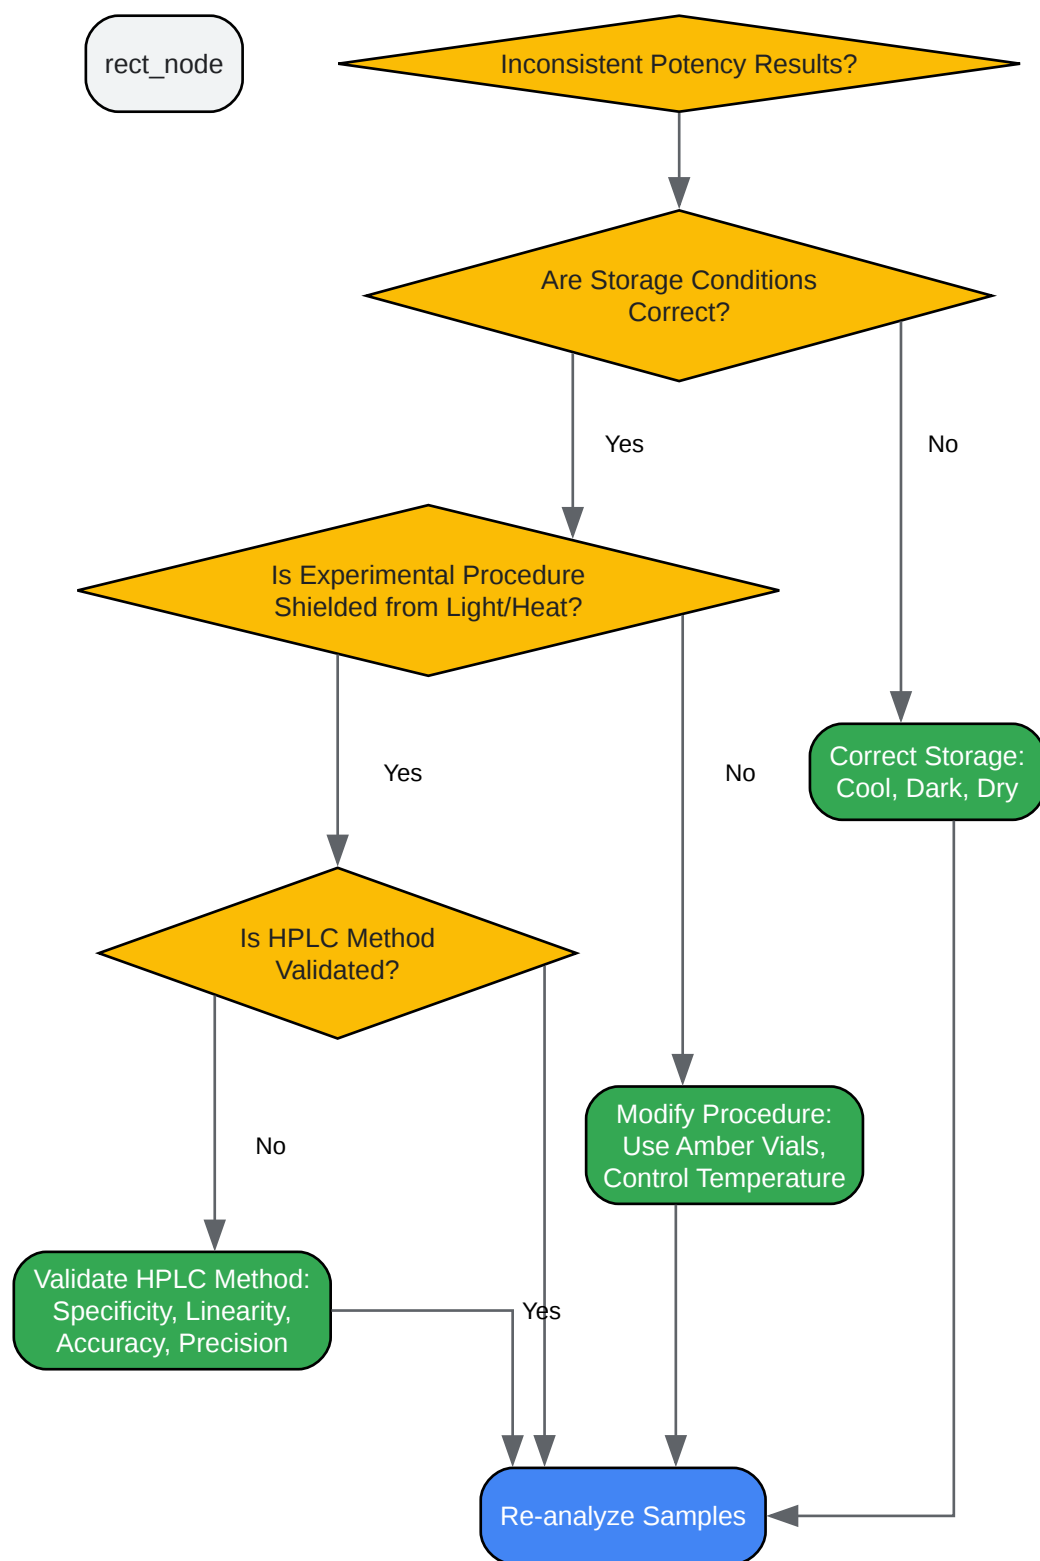 rect_node
Inconsistent Potency Results?
Are Storage Conditions
Correct?
Yes
No
Is Experimental Procedure
Shielded from Light/Heat?
Correct Storage:
Cool, Dark, Dry
Yes
No
Is HPLC Method
Validated?
Modify Procedure:
Use Amber Vials,
Control Temperature
No
Validate HPLC Method:
Specificity, Linearity,
Accuracy, Precision
Yes
Re-analyze Samples